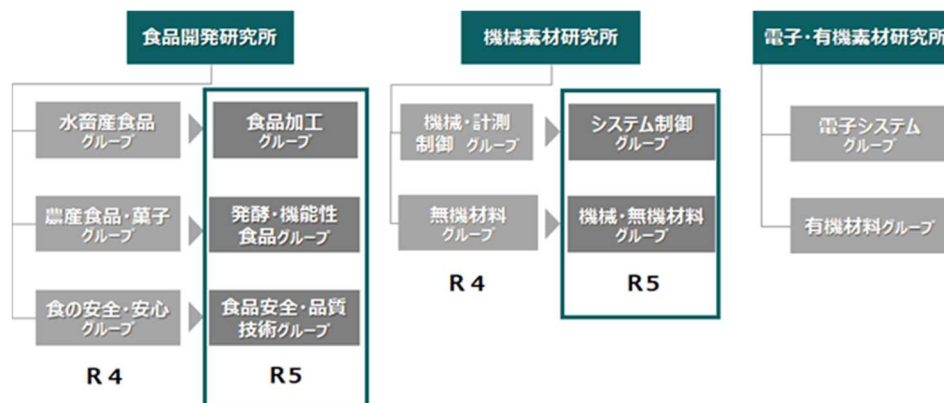 食品開発研究所
水畜産食品
グループ
食品加工
グループ
農産食品・菓子
グループ
発酵・機能性
食品グループ
食の安全・安心
グループ
食品安全・品質
技術グループ
R4
R5
機械素材研究所
機械・計測
制御 グループ
システム制御
グループ
無機材料
グループ
機械・無機材料
グループ
R4
R5
電子・有機素材研究所
電子システム
グループ
有機材料グループ